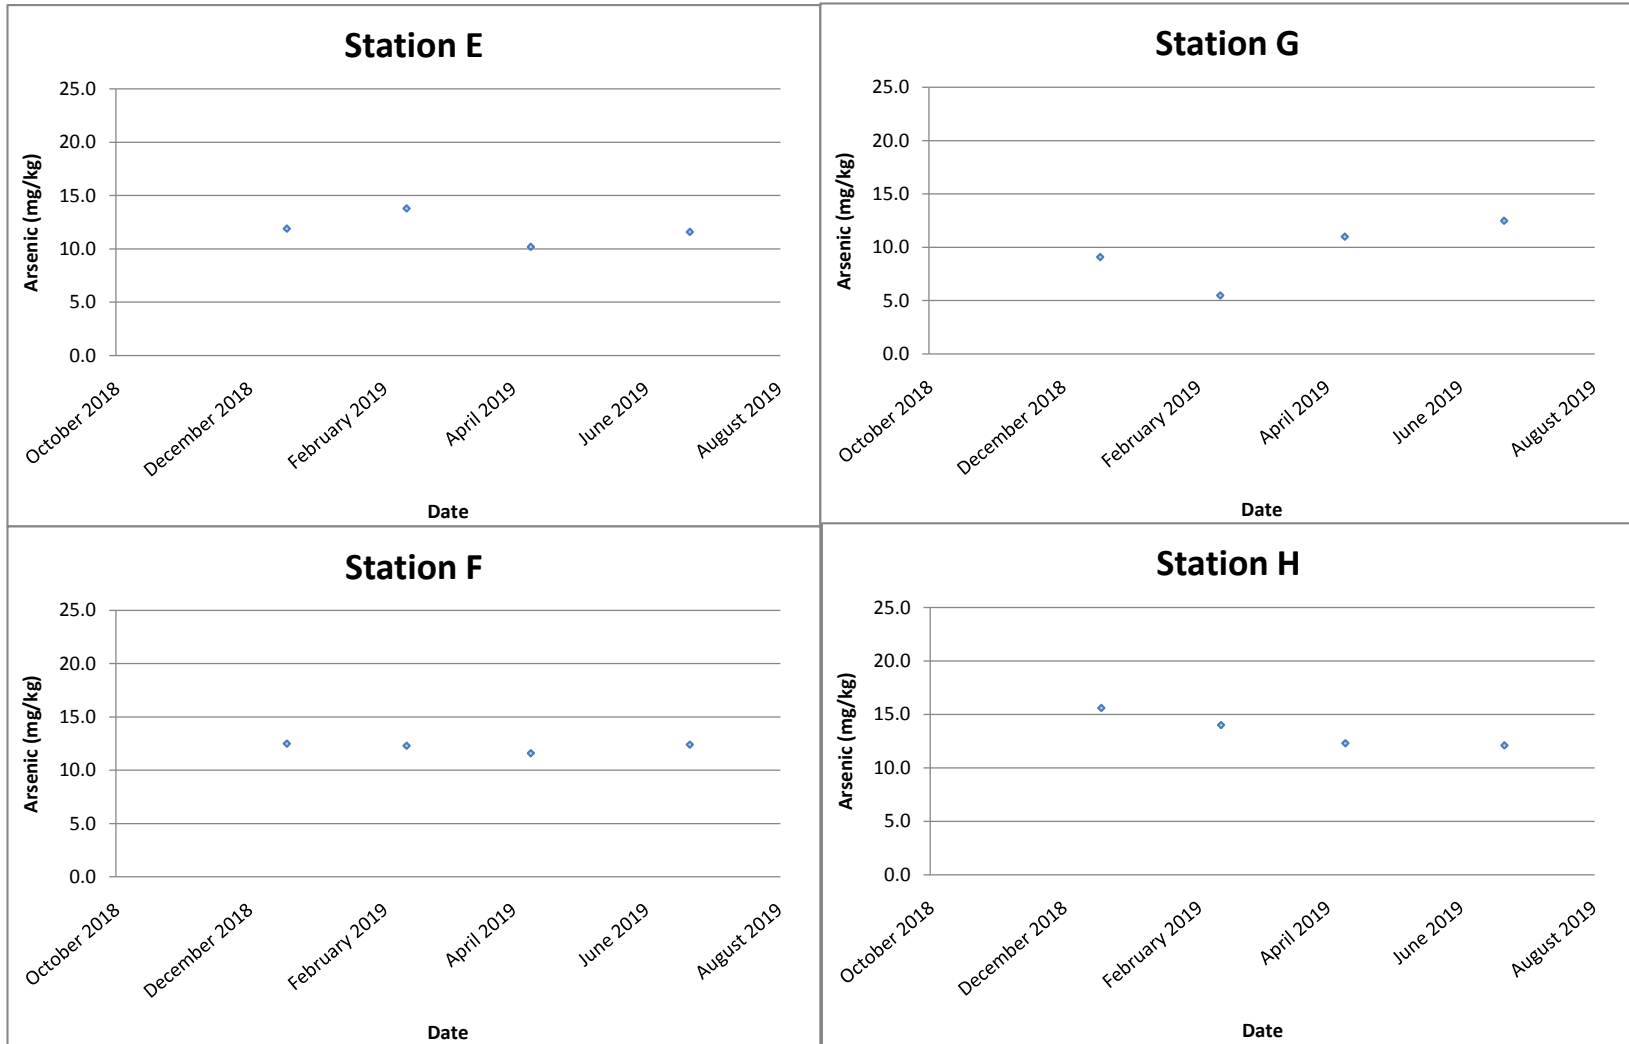 Station E
25.0
20.0
15.0
10.0
5.0
0.0
Arsenic (mg/kg)
October 2018
December 2018
February 2019
April 2019
June 2019
August 2019
Date
Station G
25.0
20.0
15.0
10.0
5.0
0.0
Arsenic (mg/kg)
October 2018
December 2018
February 2019
April 2019
June 2019
August 2019
Date
Station F
25.0
20.0
15.0
10.0
5.0
0.0
Arsenic (mg/kg)
October 2018
December 2018
February 2019
April 2019
June 2019
August 2019
Date
Station H
25.0
20.0
15.0
10.0
5.0
0.0
Arsenic (mg/kg)
October 2018
December 2018
February 2019
April 2019
June 2019
August 2019
Date